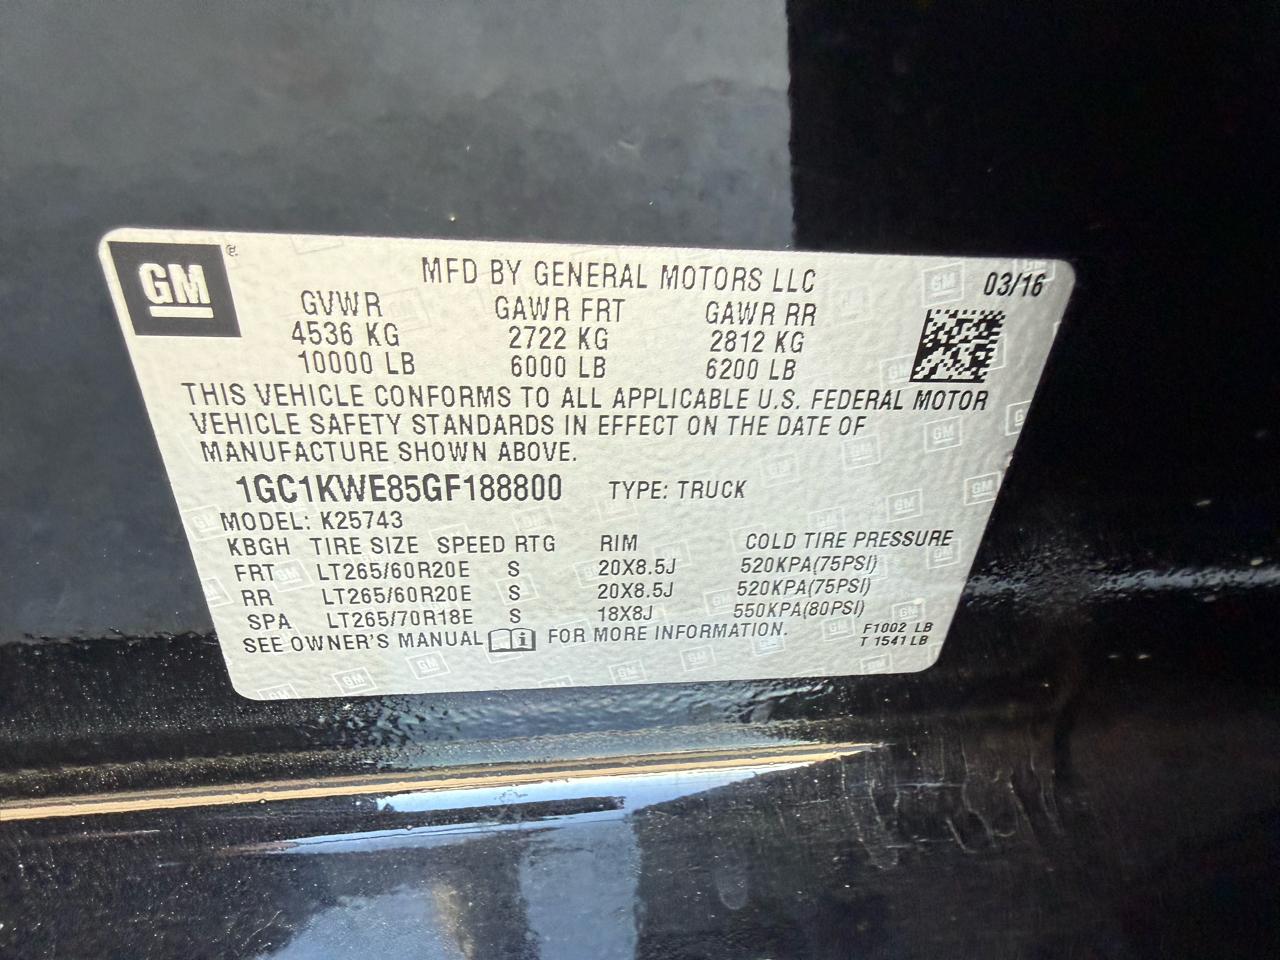 GM
MFD BY GENERAL MOTORS LLC 03/16
GVWR GAWR FRT GAWR RR
4536 KG 2722 KG 2812 KG
10000 LB 6000 LB 6200 LB
THIS VEHICLE CONFORMS TO ALL APPLICABLE U.S. FEDERAL MOTOR
VEHICLE SAFETY STANDARDS IN EFFECT ON THE DATE OF
MANUFACTURE SHOWN ABOVE.
1GC1KWE85GF188800 TYPE: TRUCK
MODEL: K25743
KBGH TIRE SIZE SPEED RTG RIM COLD TIRE PRESSURE
FRT LT265/60R20E S 20X8.5J 520KPA(75PSI)
RR LT265/60R20E S 20X8.5J 520KPA(75PSI)
SPA LT265/70R18E S 18X8J 550KPA(80PSI)
SEE OWNER'S MANUAL FOR MORE INFORMATION.
F1002 LB
T 1541 LB